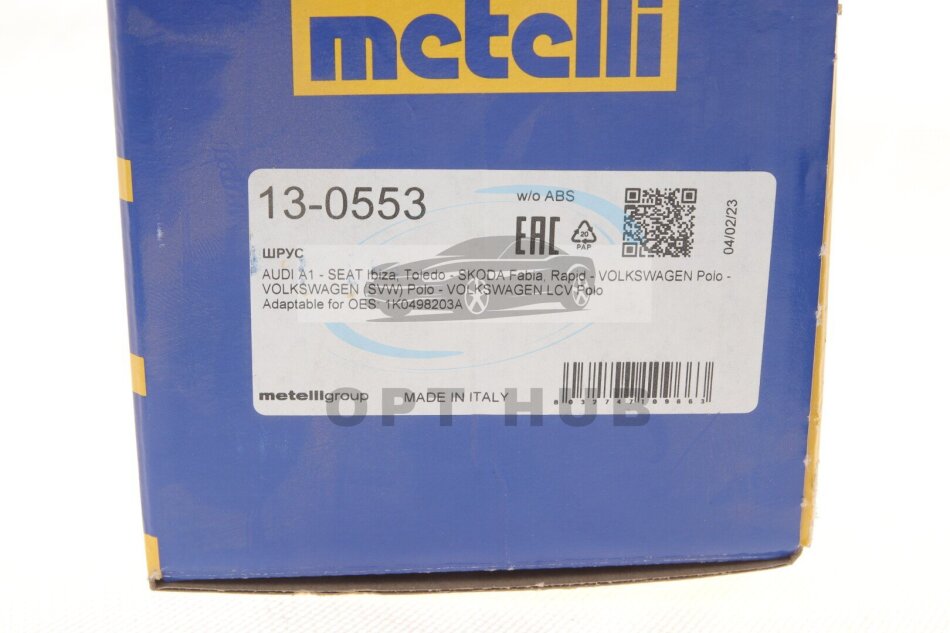 metelli
13-0553
w/o ABS
EAC
20
PAP
04/02/23
ШРУС
AUDI A1 - SEAT Ibiza, Toledo - SKODA Fabia, Rapid - VOLKSWAGEN Polo -
VOLKSWAGEN (SVW) Polo - VOLKSWAGEN LCV Polo
Adaptable for OES: 1K0498203A
metelligroup
MADE IN ITALY
8032747109663
OPT HUB